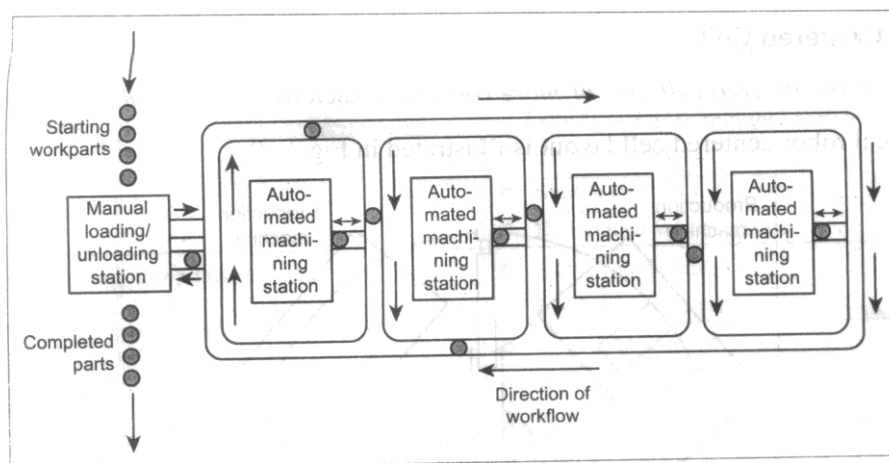 Starting
workparts
Manual
loading/
unloading
station
Completed
parts
Auto-
mated
machi-
ning
station
Auto-
mated
machi-
ning
station
Auto-
mated
machi-
ning
station
Auto-
mated
machi-
ning
station
Direction of
workflow